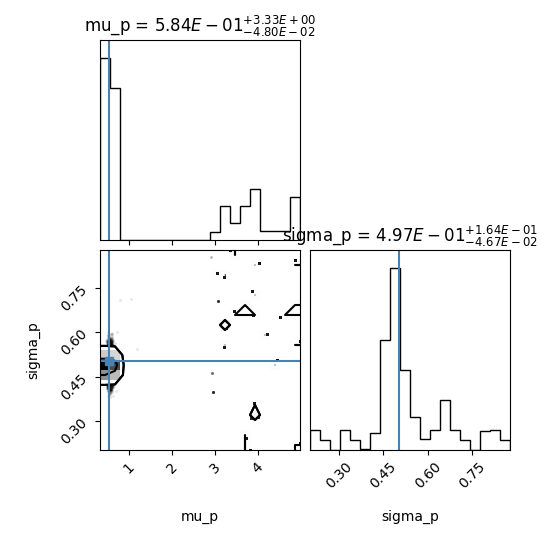 mu_p = 5.84E − 01+3.33E+00−4.80E−02
sigma_p = 4.97E − 01+1.64E−01−4.67E−02
sigma_p
0.75
0.60
0.45
0.30
1 2 3 4
0.30 0.45 0.60 0.75
mu_p
sigma_p